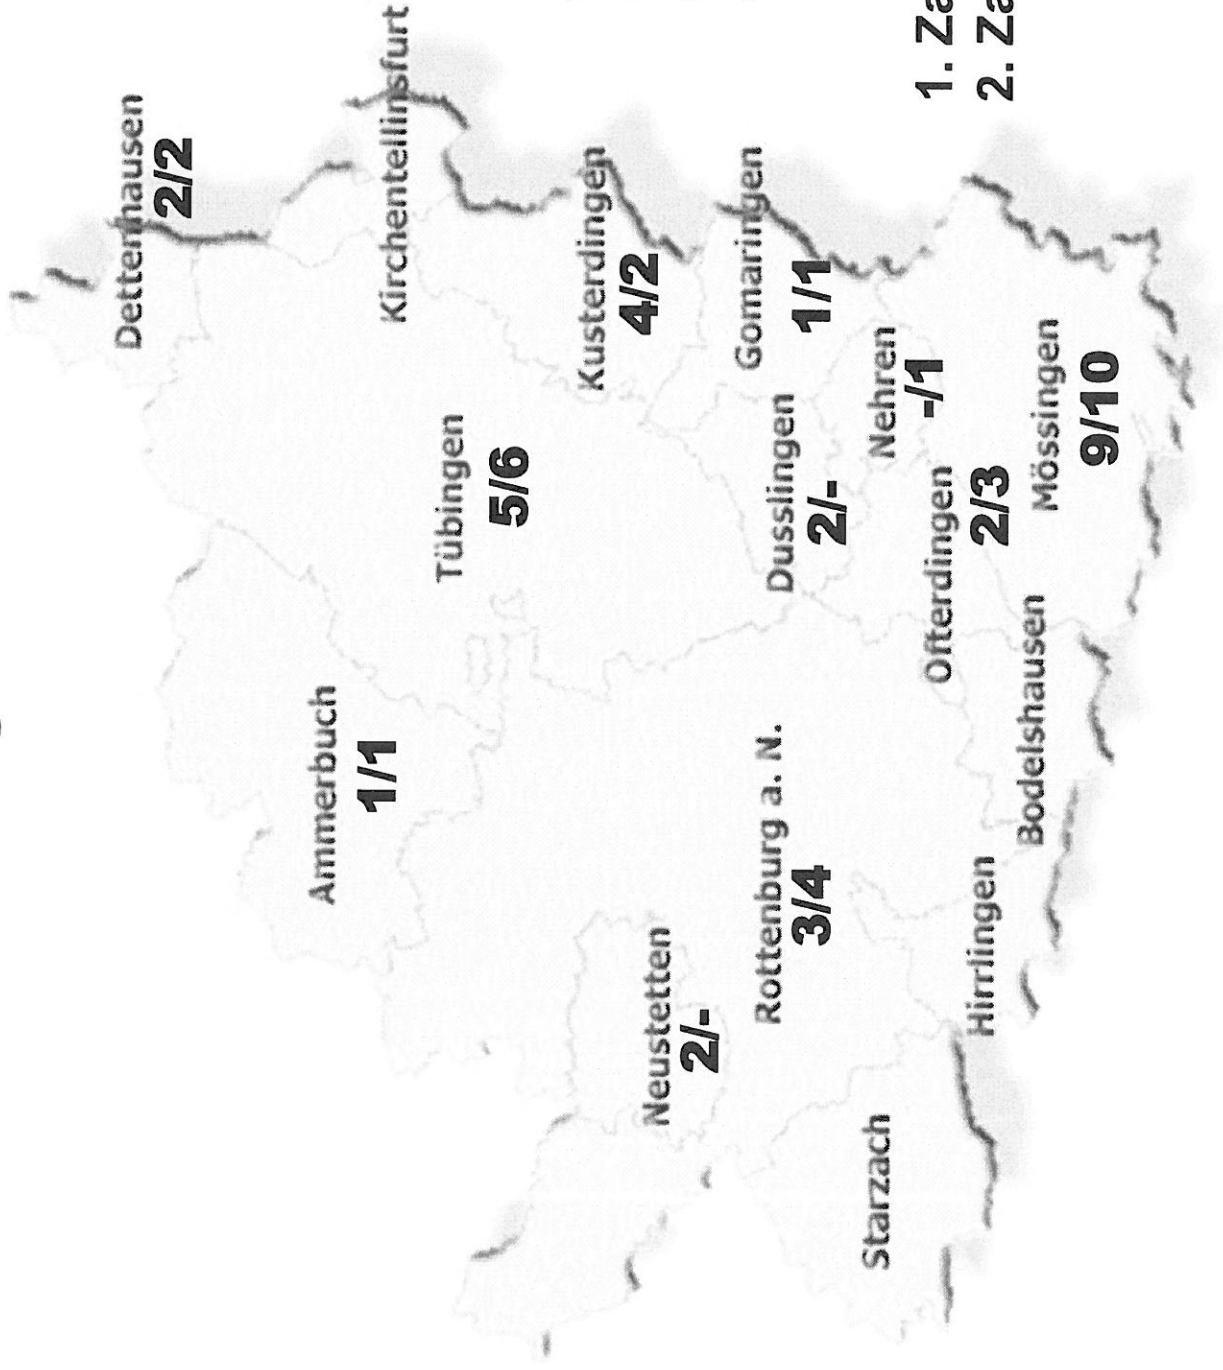 Dettenhausen
2/2
Kirchentellinsfurt
Ammerbuch
1/1
Tübingen
5/6
Kusterdingen
4/2
Neustetten
2/-
Rottenburg a. N.
3/4
Dusslingen
2/-
Gomaringen
1/1
Nehren
-/1
Starzach
Hirrlingen
Ofterdingen
2/3
Bodelshausen
Mössingen
9/10
1. Za
2. Za